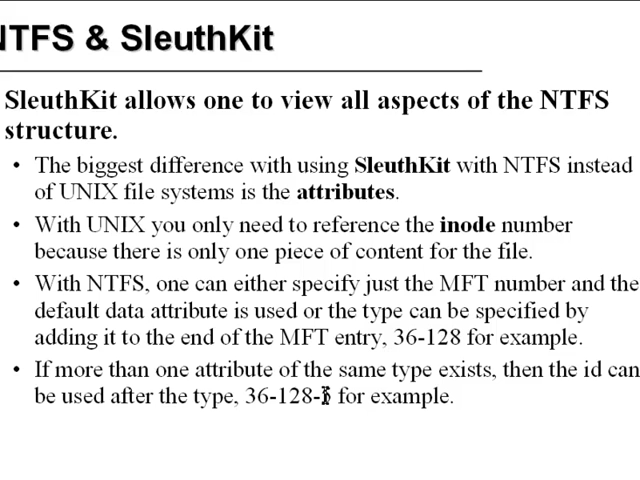 NTFS & SleuthKit
SleuthKit allows one to view all aspects of the NTFS
structure.
• The biggest difference with using SleuthKit with NTFS instead
of UNIX file systems is the attributes.
• With UNIX you only need to reference the inode number
because there is only one piece of content for the file.
• With NTFS, one can either specify just the MFT number and the
default data attribute is used or the type can be specified by
adding it to the end of the MFT entry, 36-128 for example.
• If more than one attribute of the same type exists, then the id can
be used after the type, for example.